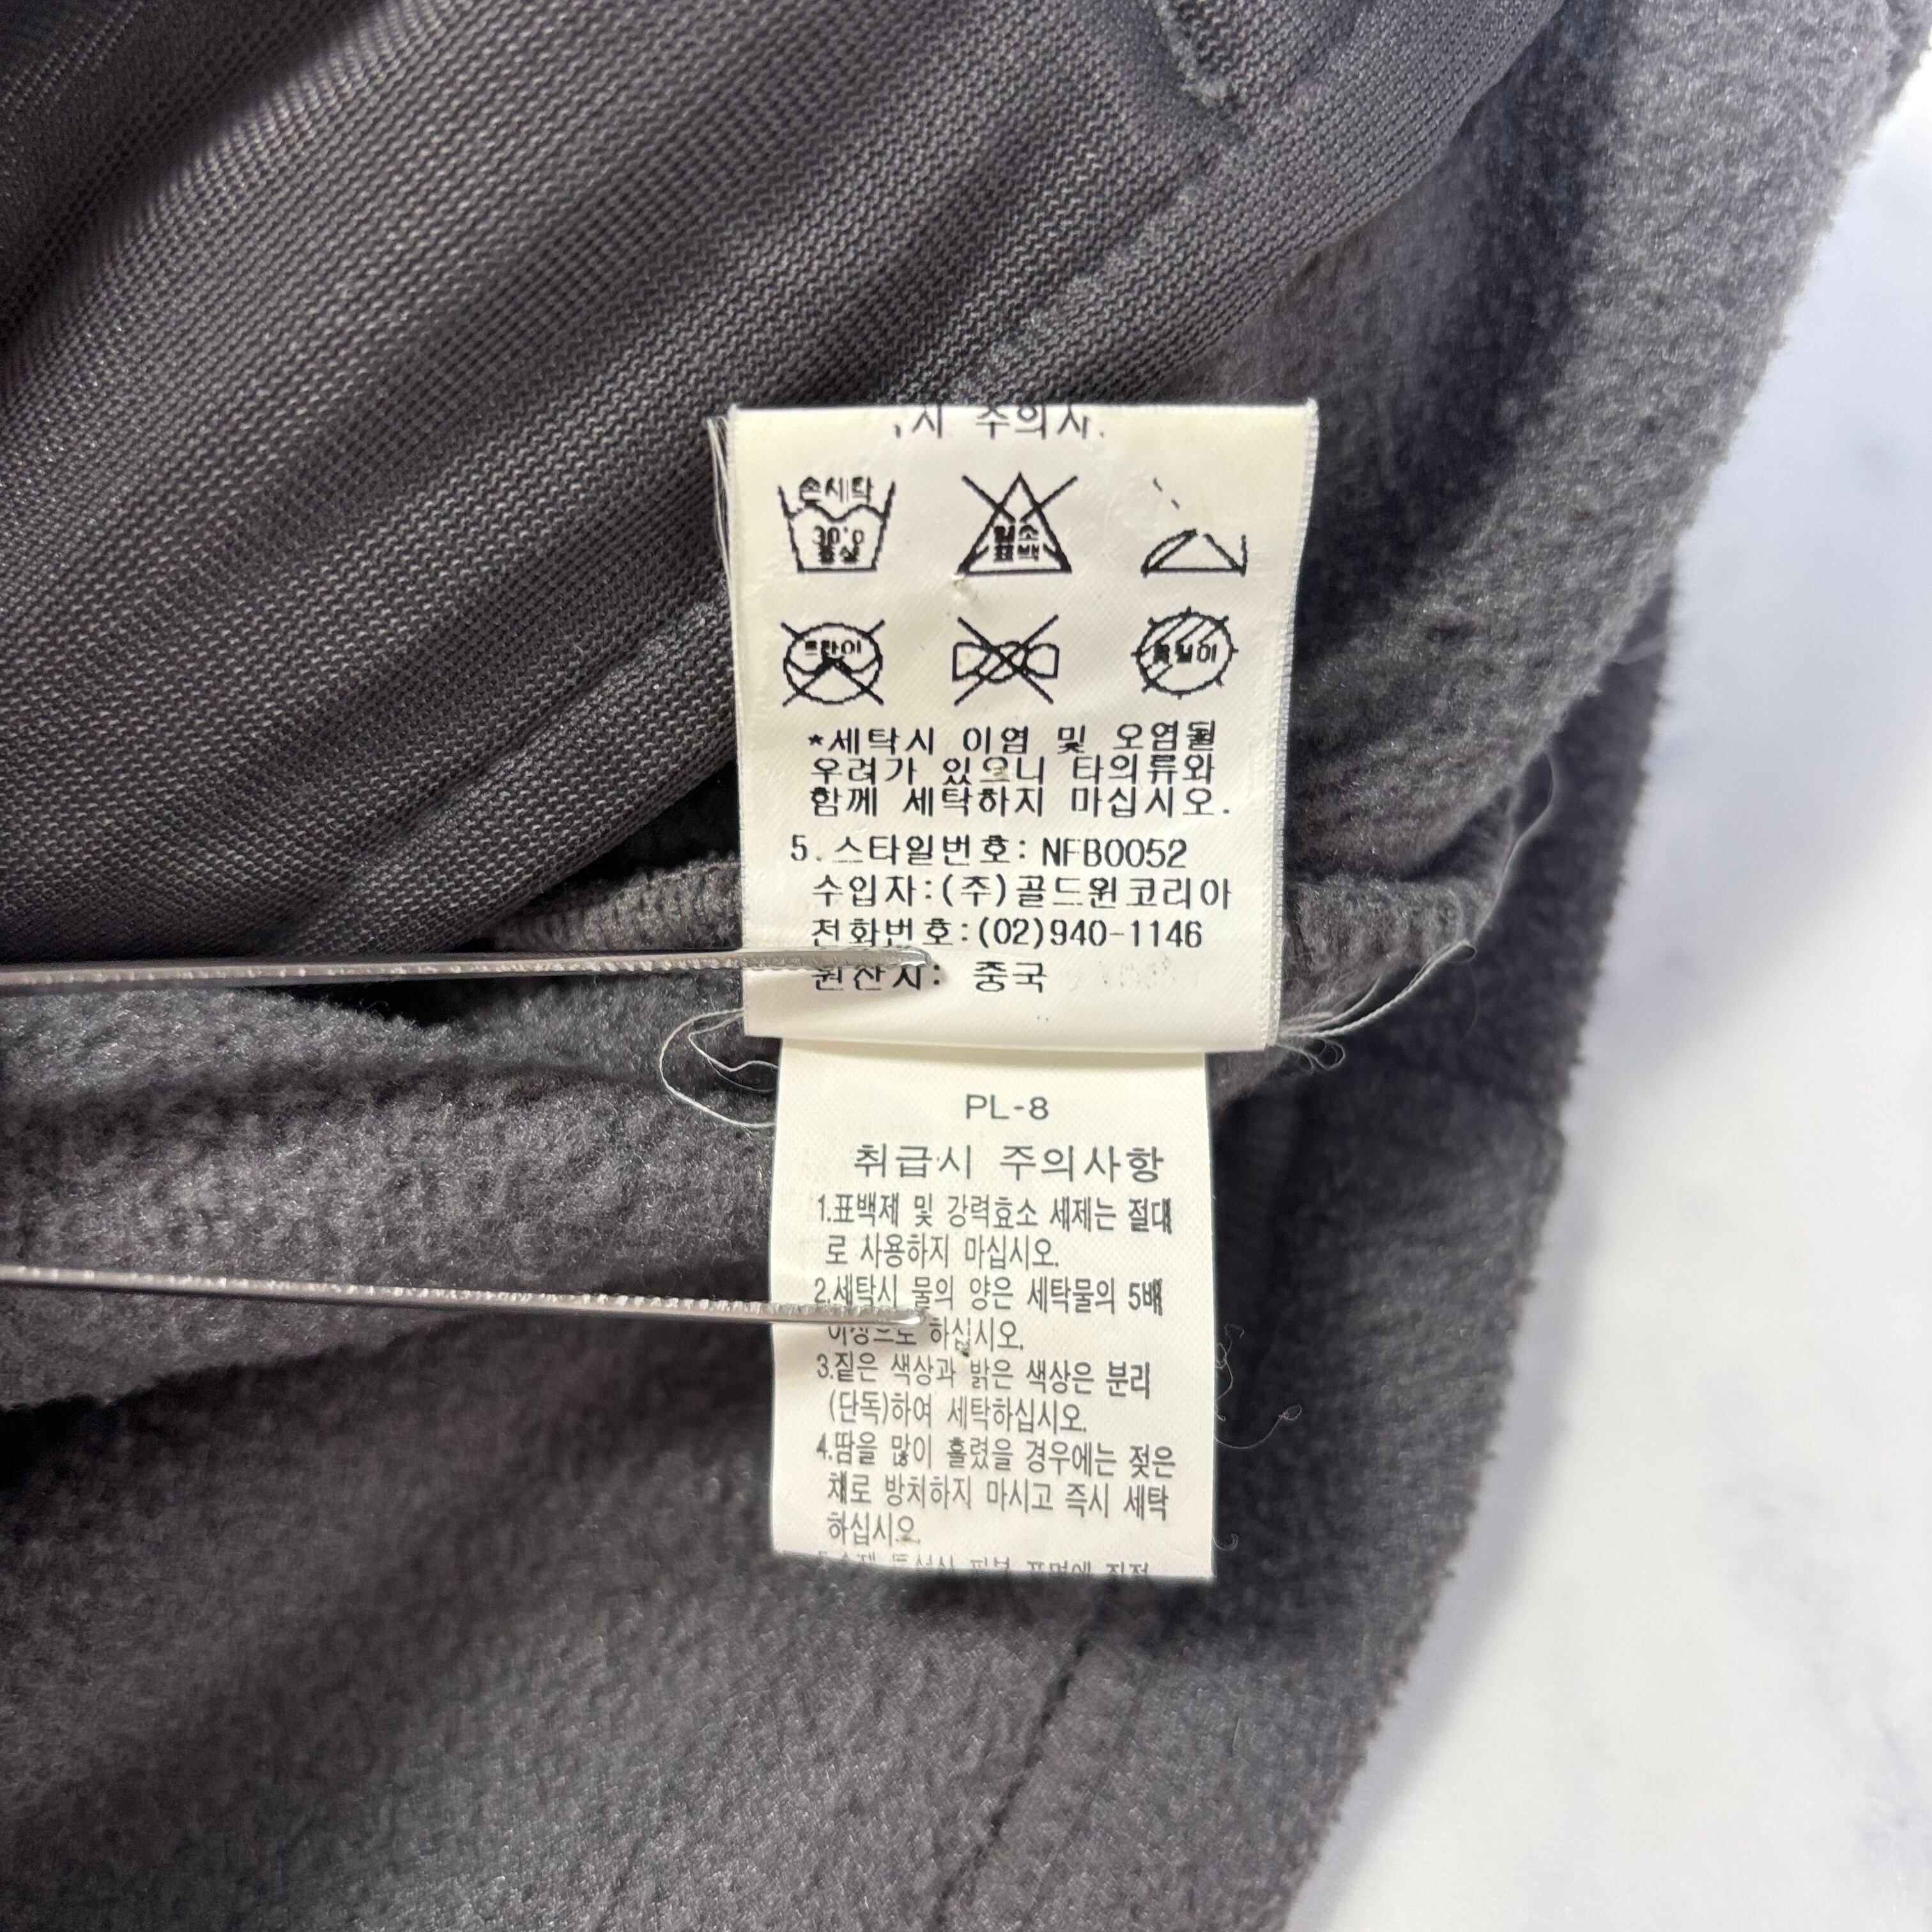 시 주의사
손세탁
30.0
중성
염소
표백
드라이
뉘일이
*세탁시 이염 및 오염될
우려가 있으니 타의류와
함께 세탁하지 마십시오.
5.스타일번호: NFB0052
수입자:(주)골드윈코리아
전화번호:(02)940-1146
원산지: 중국
PL-8
취급시 주의사항
1.표백제 및 강력효소 세제는 절대
로 사용하지 마십시오.
2.세탁시 물의 양은 세탁물의 5배
이상으로 하십시오.
3.짙은 색상과 밝은 색상은 분리
(단독)하여 세탁하십시오.
4.땀을 많이 흘렸을 경우에는 젖은
채로 방치하지 마시고 즉시 세탁
하십시오.